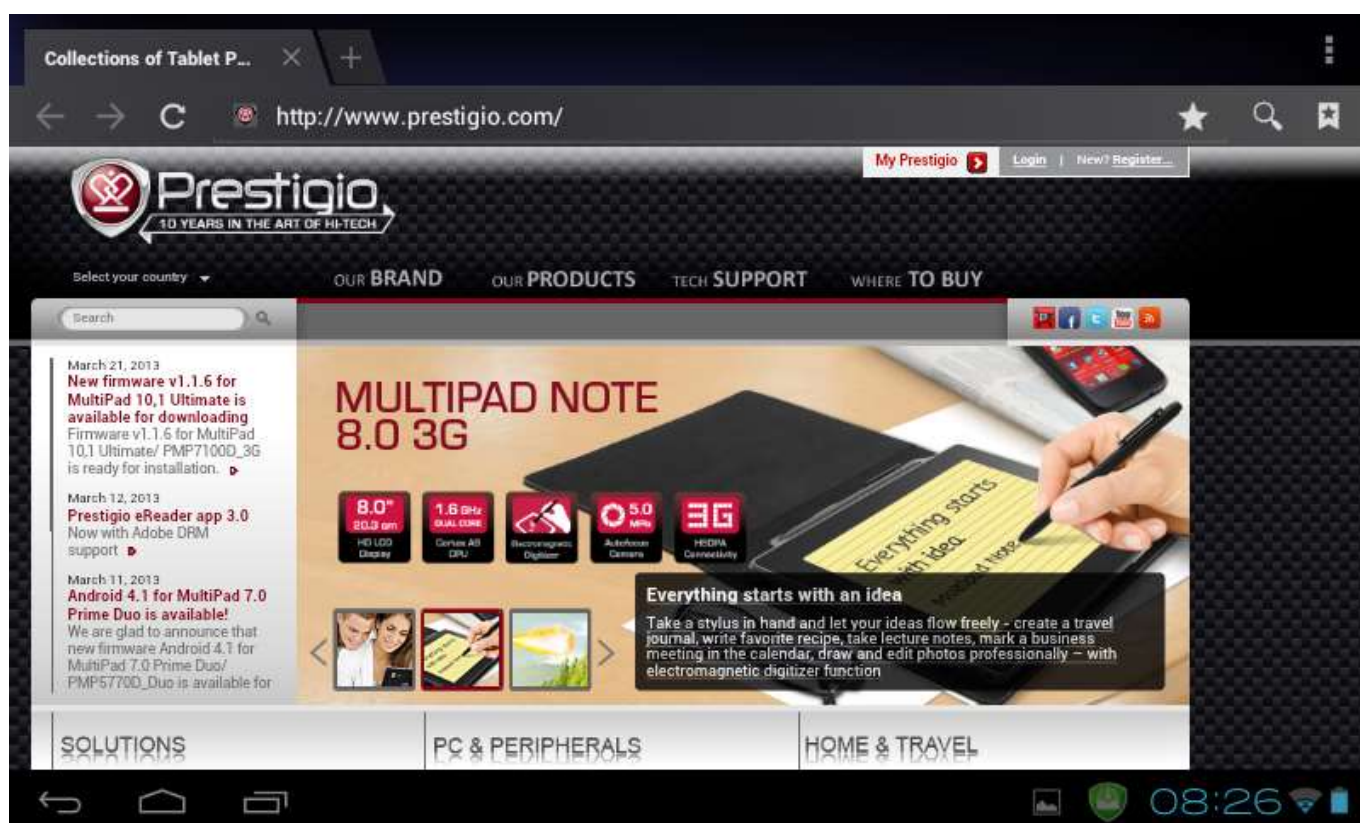 Collections of Tablet P...
http://www.prestigio.com/
My Prestigio
Login | New? Register...
Prestigio
10 YEARS IN THE ART OF HI-TECH
Select your country
OUR BRAND
OUR PRODUCTS
TECH SUPPORT
WHERE TO BUY
Search
March 21, 2013
New firmware v1.1.6 for
MultiPad 10,1 Ultimate is
available for downloading
Firmware v1.1.6 for MultiPad
10,1 Ultimate/ PMP7100D_3G
is ready for installation.
March 12, 2013
Prestigio eReader app 3.0
Now with Adobe DRM
support
March 11, 2013
Android 4.1 for MultiPad 7.0
Prime Duo is available!
We are glad to announce that
new firmware Android 4.1 for
MultiPad 7.0 Prime Duo/
PMP5770D_Duo is available for
MULTIPAD NOTE
8.0 3G
8.0"
20.3 cm
HD LCD
Display
1.6 GHz
DUAL CORE
Cortex A9
CPU
Electromagnetic
Digitizer
5.0
MPix
Autofocus
Camera
3G
HSDPA
Connectivity
Everything starts
with idea
MultiPad Note
Everything starts with an idea
Take a stylus in hand and let your ideas flow freely - create a travel
journal, write favorite recipe, take lecture notes, mark a business
meeting in the calendar, draw and edit photos professionally – with
electromagnetic digitizer function
SOLUTIONS
PC & PERIPHERALS
HOME & TRAVEL
08:26